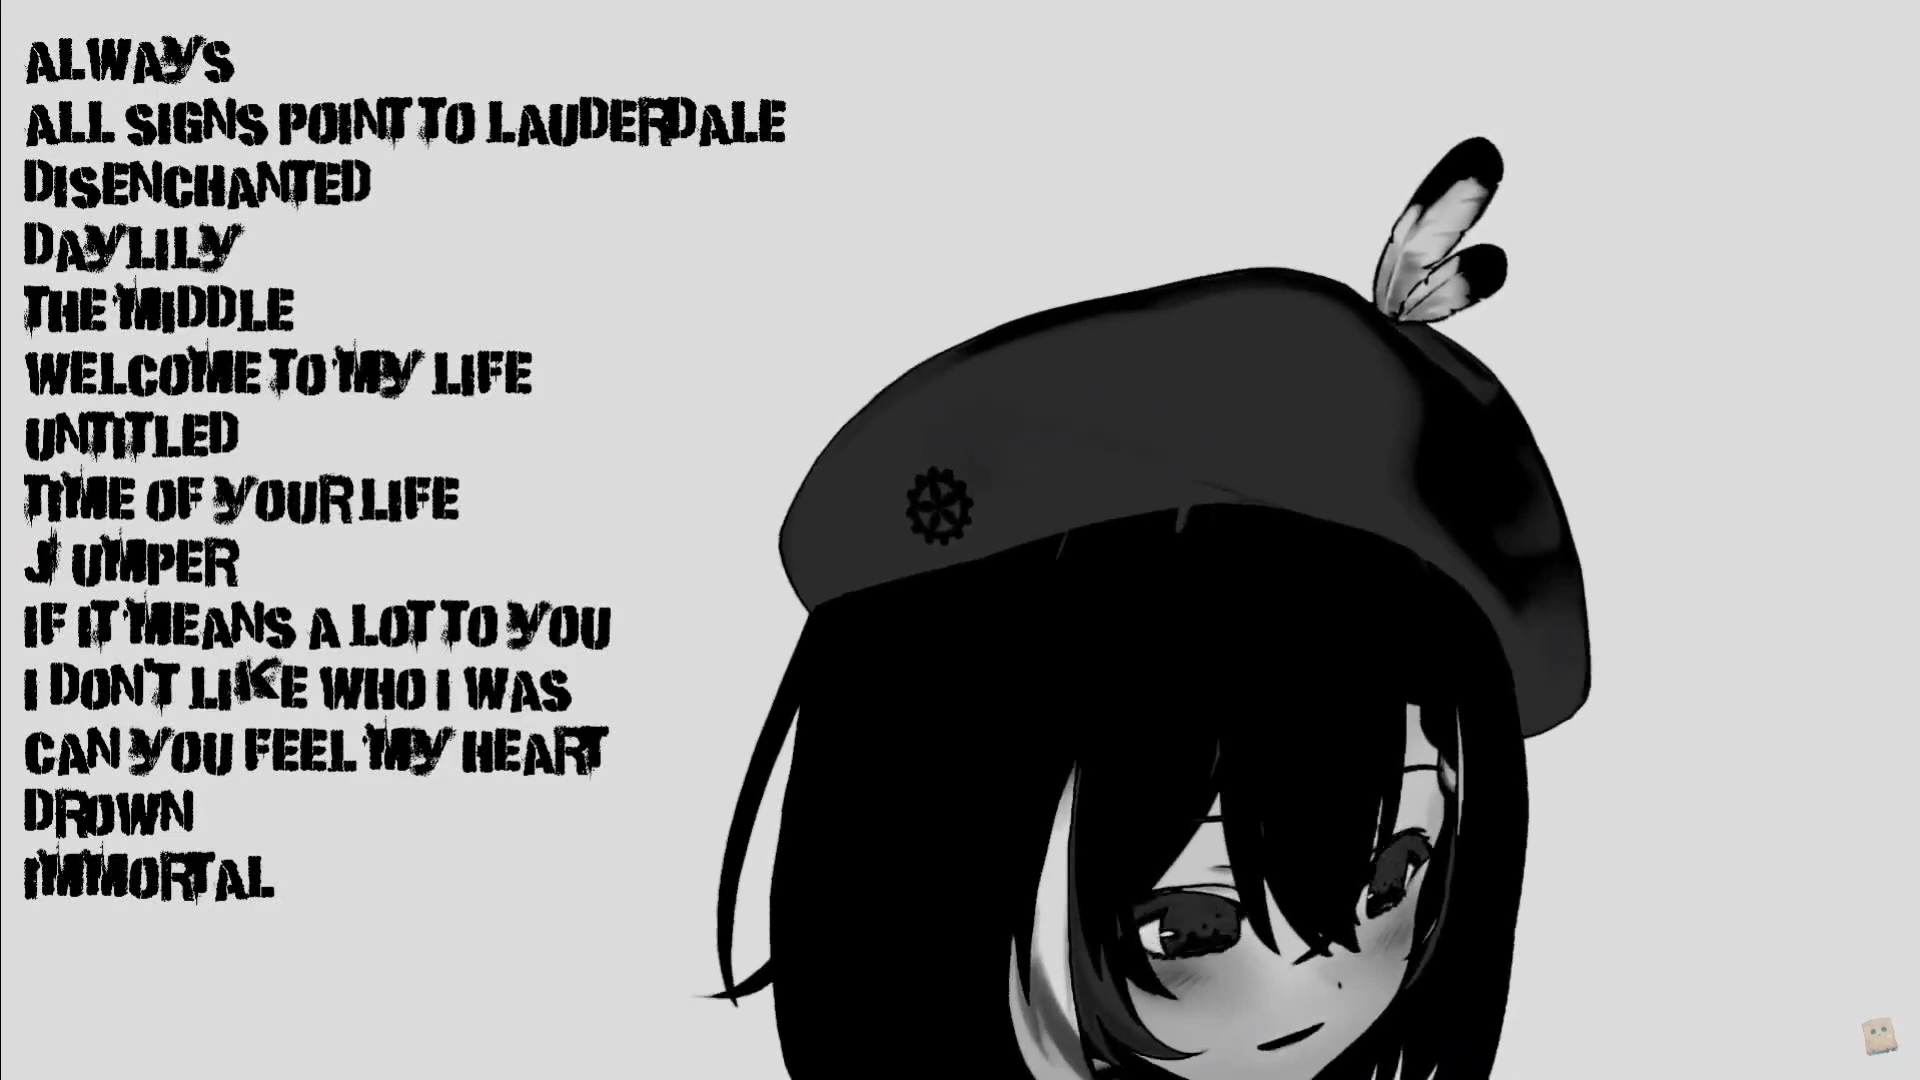 ALWAYS
ALL SIGNS POINT TO LAUDERDALE
DISENCHANTED
DAYLILY
THE MIDDLE
WELCOME TO MY LIFE
UNTITLED
TIME OF YOUR LIFE
JUMPER
IF IT MEANS A LOT TO YOU
I DON'T LIKE WHO I WAS
CAN YOU FEEL MY HEART
DROWN
IMMORTAL